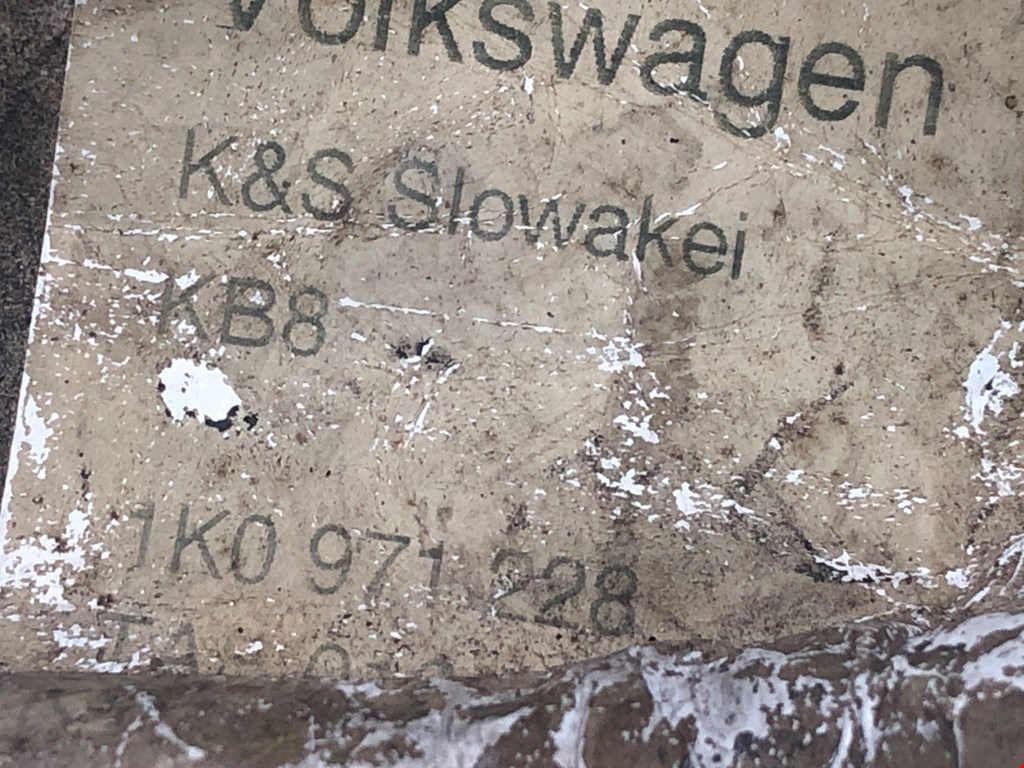 Volkswagen
K&S Slowakei
KB8
1K0 971 228